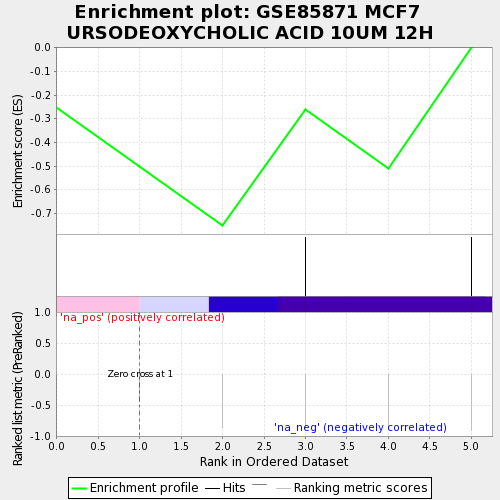 Enrichment plot: GSE85871 MCF7
URSODEOXYCHOLIC ACID 10UM 12H
Enrichment score (ES)
0.0
-0.1
-0.2
-0.3
-0.4
-0.5
-0.6
-0.7
Ranked list metric (PreRanked)
1.0
0.5
0.0
-0.5
-1.0
'na_pos' (positively correlated)
Zero cross at 1
'na_neg' (negatively correlated)
0.0 0.5 1.0 1.5 2.0 2.5 3.0 3.5 4.0 4.5 5.0
Rank in Ordered Dataset
Enrichment profile Hits Ranking metric scores